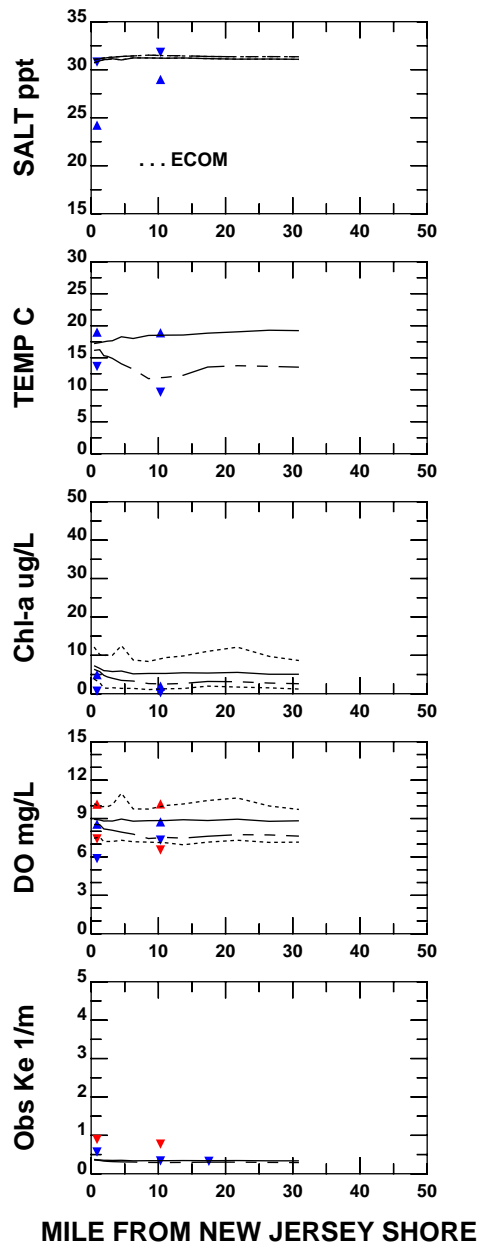 SALT ppt
35
30
25
20
15
. . . ECOM
0 10 20 30 40 50
TEMP C
30
25
20
15
10
5
0
0 10 20 30 40 50
Chl-a ug/L
50
40
30
20
10
0
0 10 20 30 40 50
DO mg/L
15
12
9
6
3
0
0 10 20 30 40 50
Obs Ke 1/m
5
4
3
2
1
0
0 10 20 30 40 50
MILE FROM NEW JERSEY SHORE